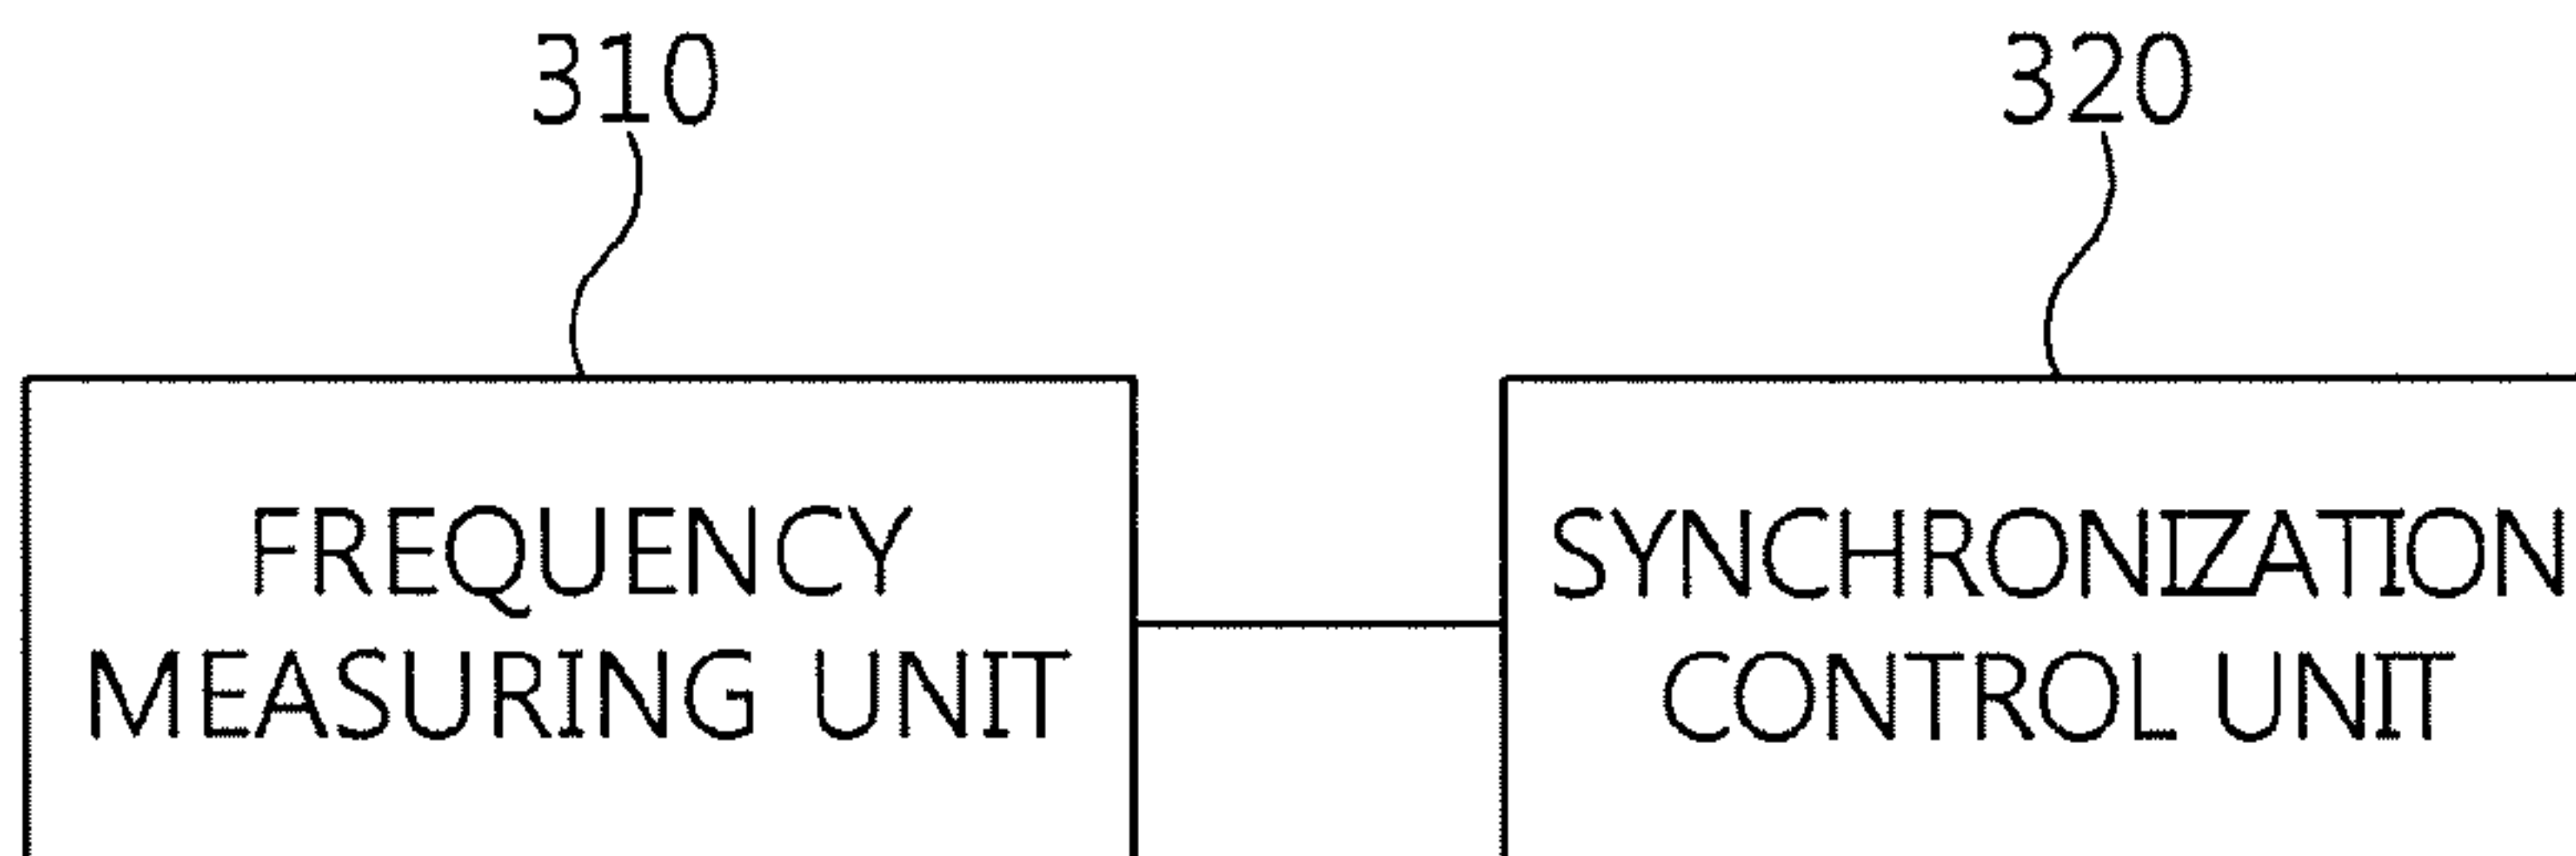 310
320
FREQUENCY
MEASURING UNIT
SYNCHRONIZATION
CONTROL UNIT